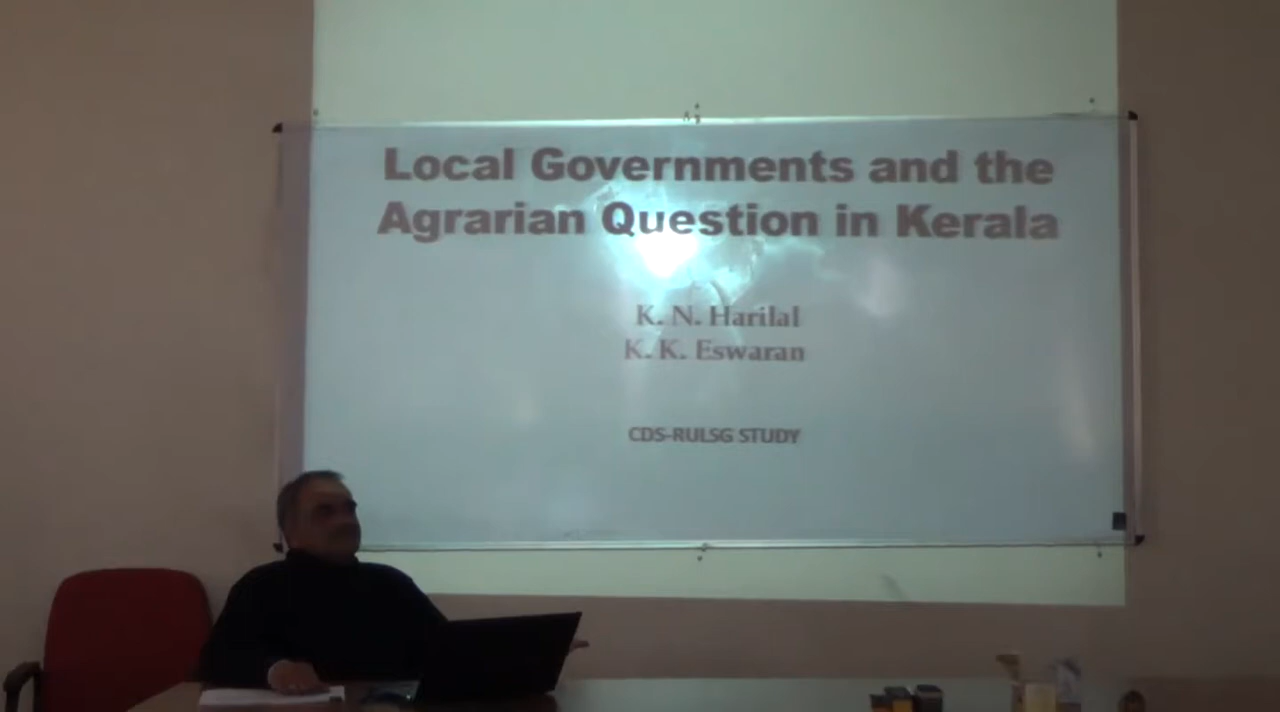 Local Governments and the
Agrarian Question in Kerala
K. N. Harilal
K. K. Eswaran
CDS-RULSG STUDY